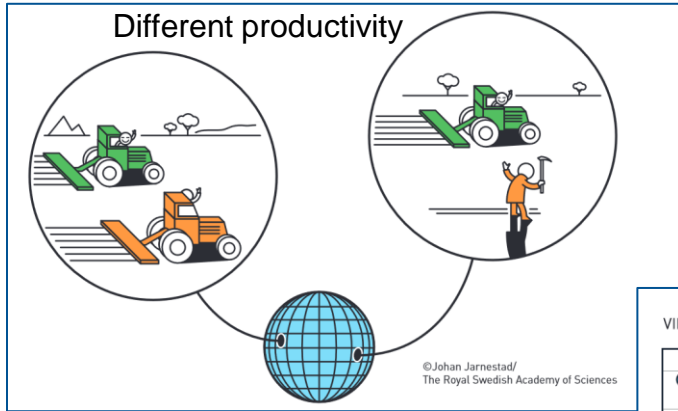 Different productivity
©Johan Jarnestad/
The Royal Swedish Academy of Sciences